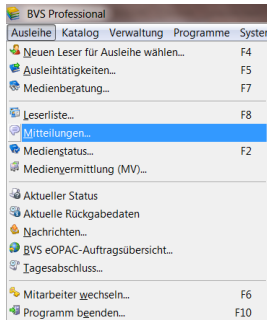 BVS Professional
Ausleihe Katalog Verwaltung Programme System
Neuen Leser für Ausleihe wählen... F4
Ausleihtätigkeiten... F5
Medienberatung... F7
Leserliste... F8
Mitteilungen...
Medienstatus... F2
Medienvermittlung (MV)...
Aktueller Status
Aktuelle Rückgabedaten
Nachrichten...
BVS eOPAC-Auftragsübersicht...
Tagesabschluss...
Mitarbeiter wechseln... F6
Programm beenden... F10